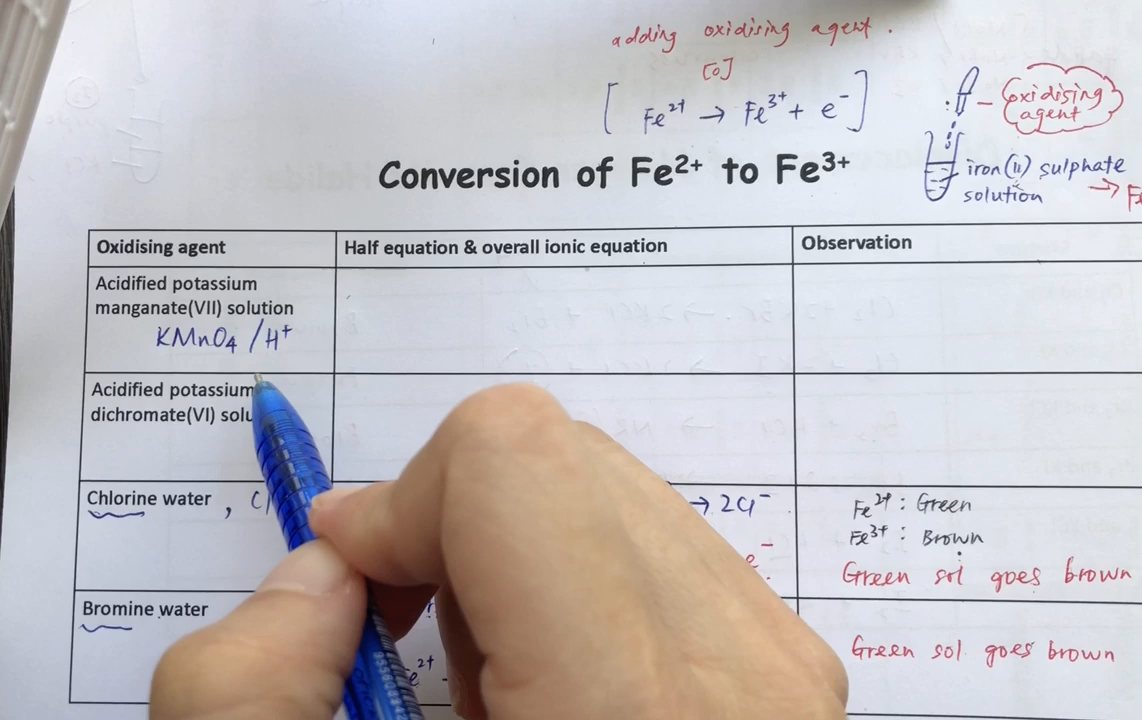 adding oxidising agent.
[O]
[ Fe²⁺ → Fe³⁺ + e⁻ ]
oxidising
agent
iron(ii) sulphate
solution
Conversion of Fe²⁺ to Fe³⁺
Oxidising agent
Half equation & overall ionic equation
Observation
Acidified potassium
manganate(VII) solution
KMnO₄ /H⁺
Acidified potassium
dichromate(VI)
Chlorine water ,
→ 2Cl⁻
e⁻
Fe²⁺ : Green
Fe³⁺ : Brown
Green sol goes brown
Bromine water
Green sol goes brown